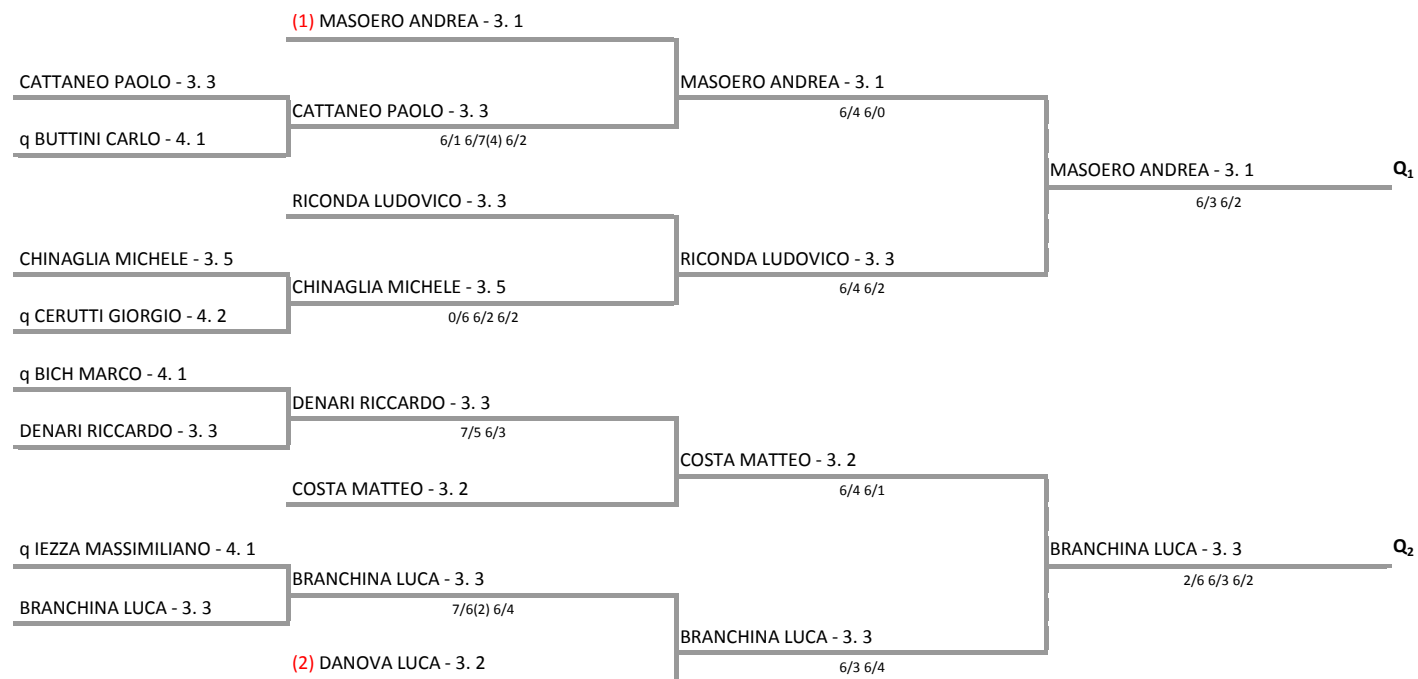 (1) MASOERO ANDREA - 3. 1
CATTANEO PAOLO - 3. 3
MASOERO ANDREA - 3. 1
CATTANEO PAOLO - 3. 3
6/4 6/0
q BUTTINI CARLO - 4. 1
6/1 6/7(4) 6/2
MASOERO ANDREA - 3. 1
Q1
RICONDA LUDOVICO - 3. 3
6/3 6/2
CHINAGLIA MICHELE - 3. 5
RICONDA LUDOVICO - 3. 3
CHINAGLIA MICHELE - 3. 5
6/4 6/2
q CERUTTI GIORGIO - 4. 2
0/6 6/2 6/2
q BICH MARCO - 4. 1
DENARI RICCARDO - 3. 3
DENARI RICCARDO - 3. 3
7/5 6/3
COSTA MATTEO - 3. 2
COSTA MATTEO - 3. 2
6/4 6/1
q IEZZA MASSIMILIANO - 4. 1
BRANCHINA LUCA - 3. 3
Q2
BRANCHINA LUCA - 3. 3
2/6 6/3 6/2
BRANCHINA LUCA - 3. 3
7/6(2) 6/4
BRANCHINA LUCA - 3. 3
(2) DANOVA LUCA - 3. 2
6/3 6/4